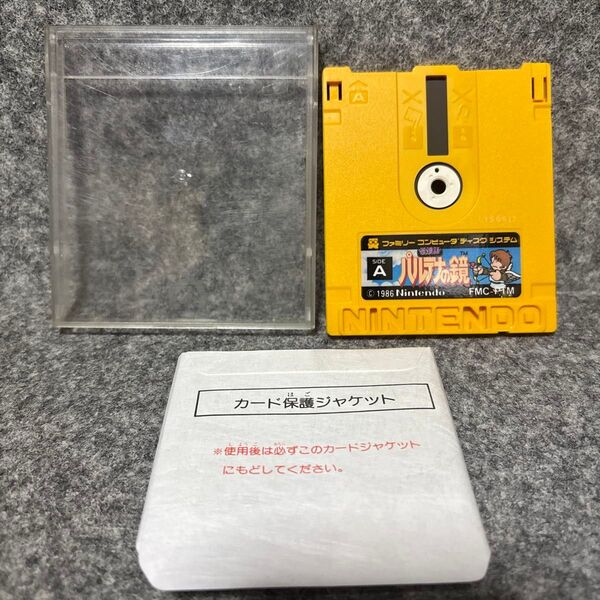 A
ファミリー コンピュータ ディスク システム
SIDE
A
パルテナの鏡
TM
© 1986 Nintendo
FMC-PTM
NINTENDO
カード保護ジャケット
※使用後は必ずこのカードジャケット
にもどしてください。